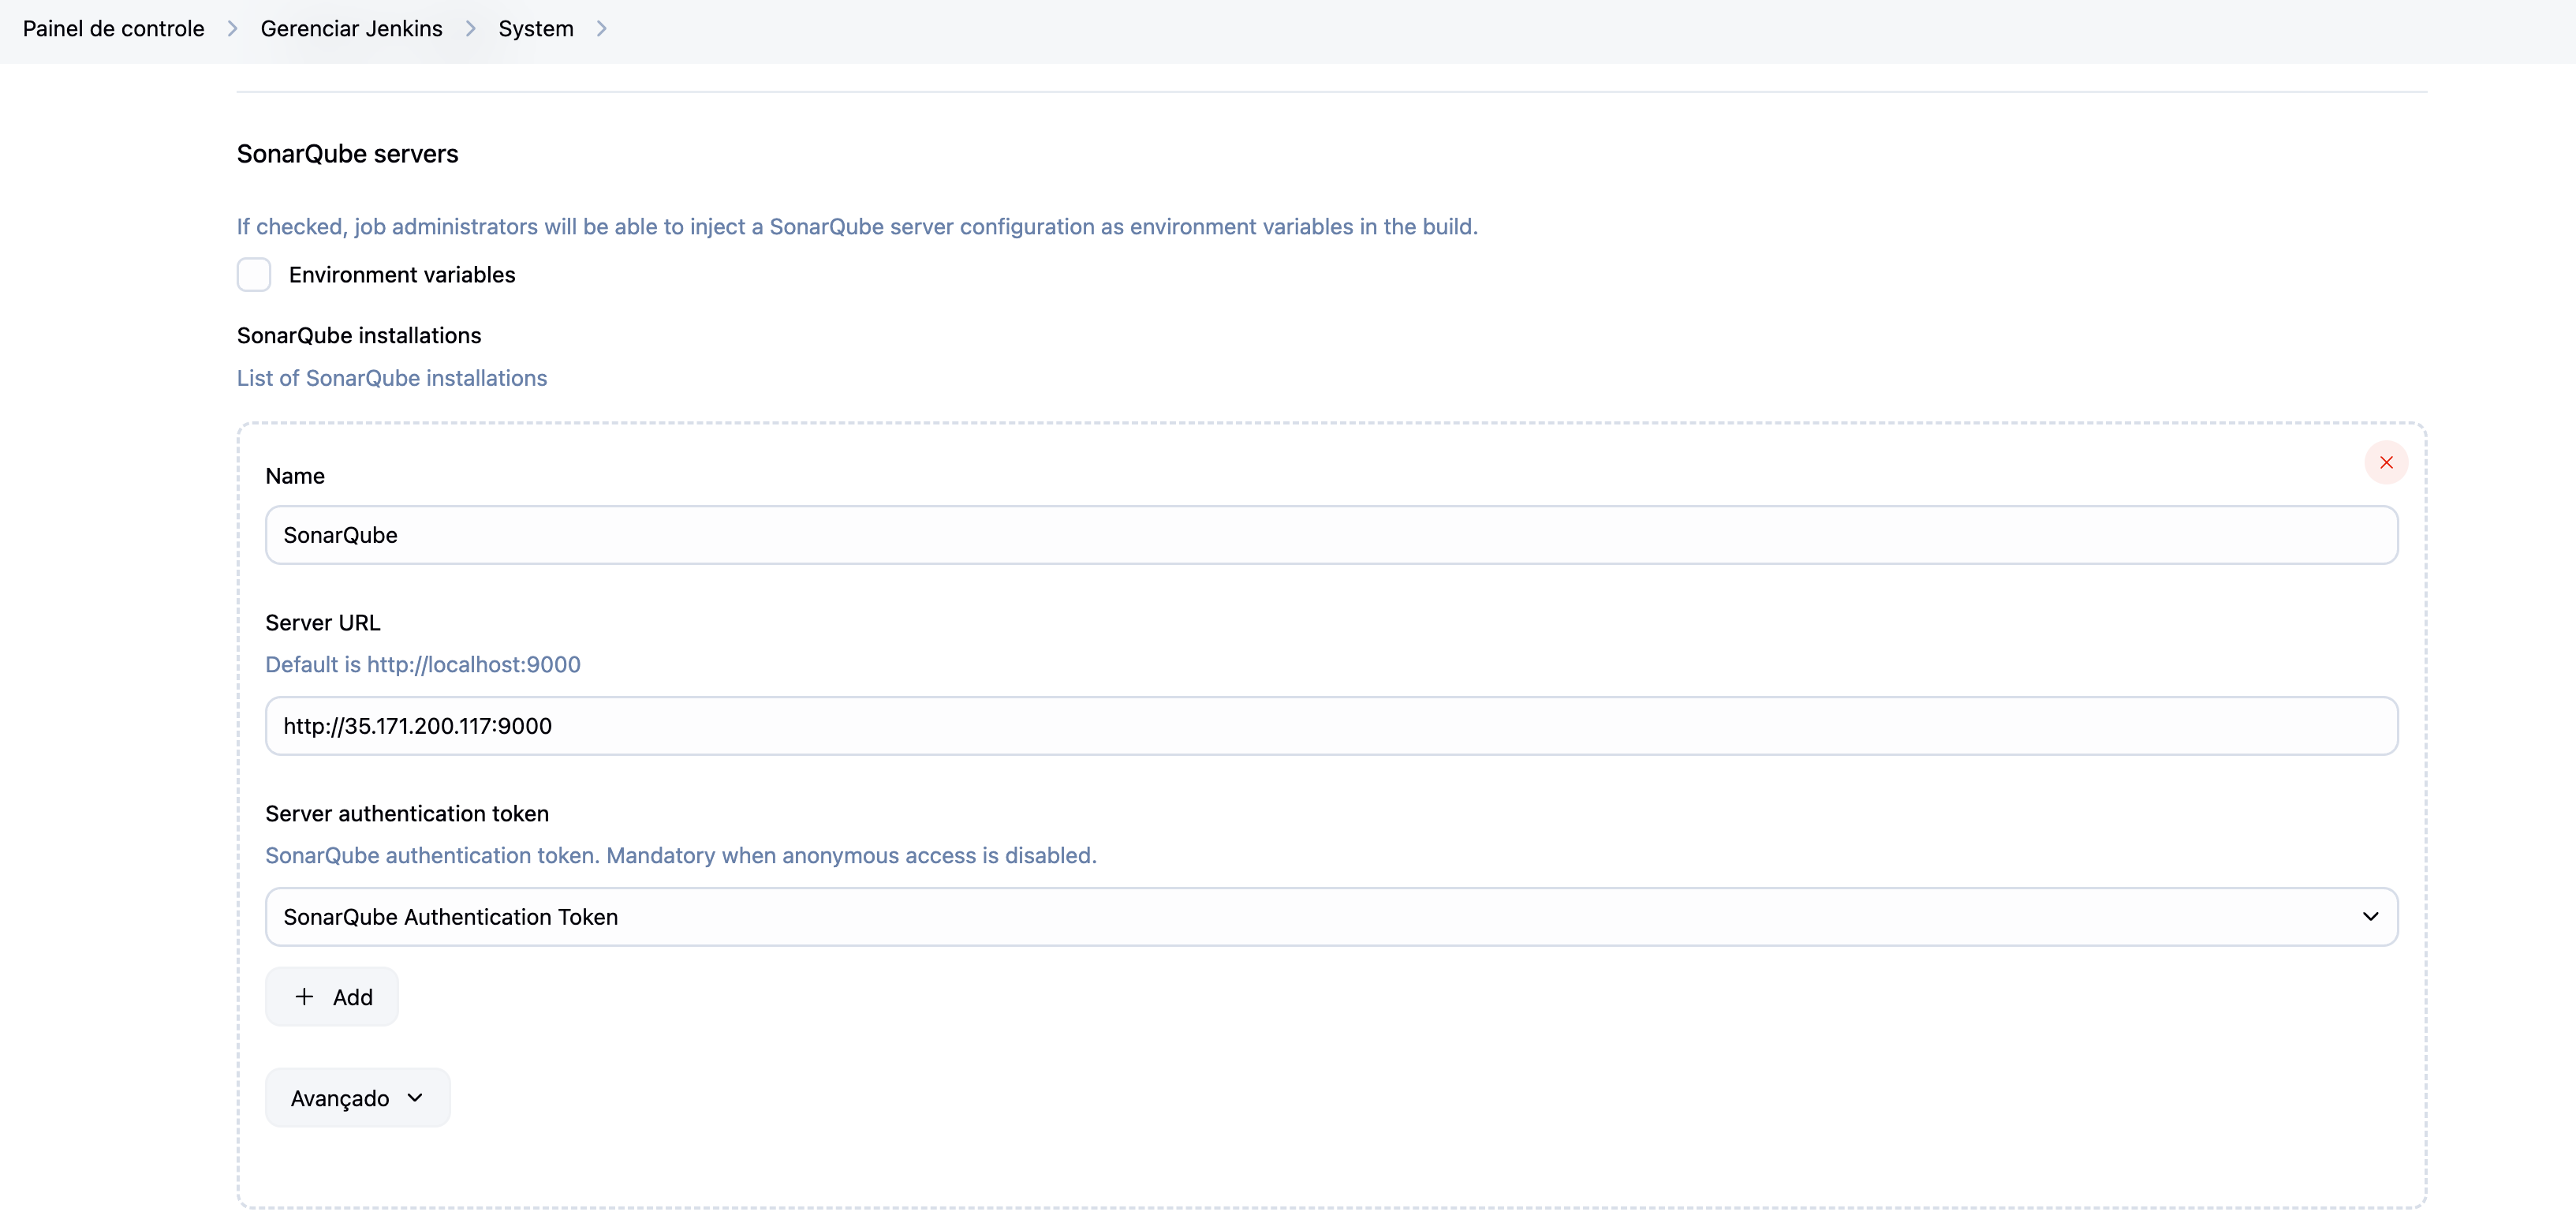 Painel de controle > Gerenciar Jenkins > System >
SonarQube servers
If checked, job administrators will be able to inject a SonarQube server configuration as environment variables in the build.
Environment variables
SonarQube installations
List of SonarQube installations
Name
SonarQube
Server URL
Default is http://localhost:9000
http://35.171.200.117:9000
Server authentication token
SonarQube authentication token. Mandatory when anonymous access is disabled.
SonarQube Authentication Token
+ Add
Avançado